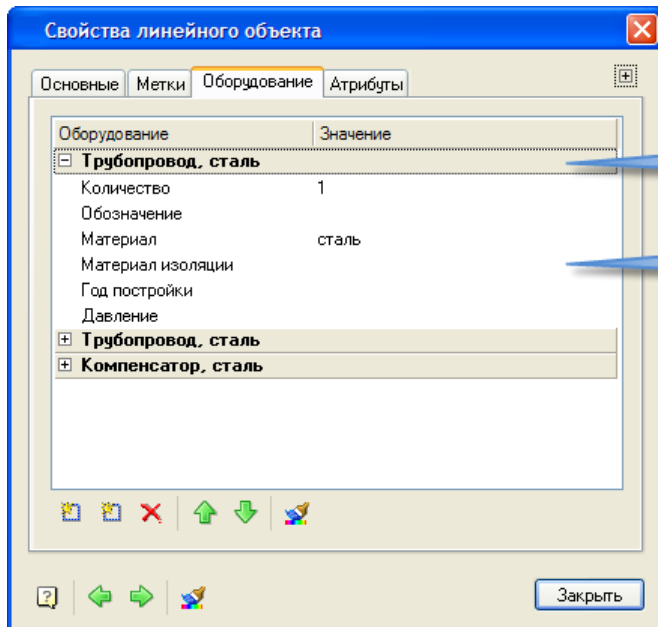 Свойства линейного объекта
Основные Метки Оборудование Атрибуты
Оборудование Значение
Трубопровод, сталь
Количество 1
Обозначение
Материал сталь
Материал изоляции
Год постройки
Давление
Трубопровод, сталь
Компенсатор, сталь
Закрыть